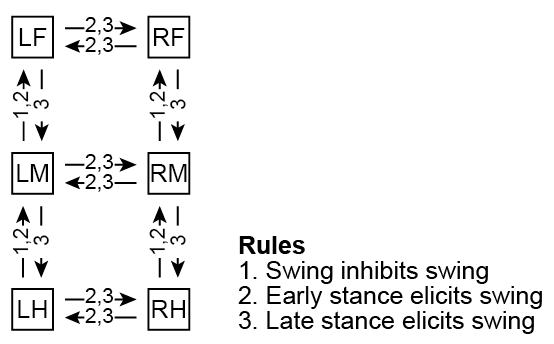 LF 2,3 RF
2,3
1,2 3 1,2 3
LM 2,3 RM
2,3
1,2 3 1,2 3
LH 2,3 RH
2,3
Rules
1. Swing inhibits swing
2. Early stance elicits swing
3. Late stance elicits swing